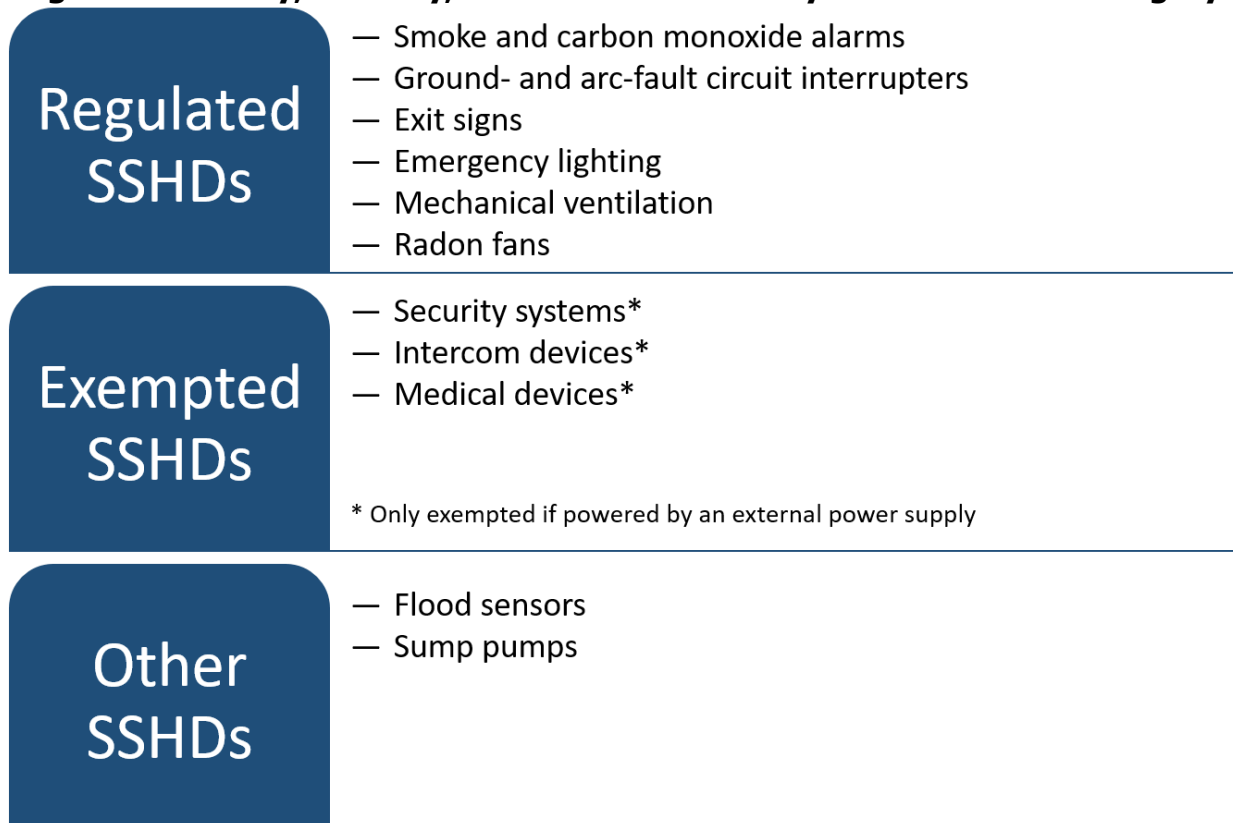 Regulated
SSHDs
— Smoke and carbon monoxide alarms
— Ground- and arc-fault circuit interrupters
— Exit signs
— Emergency lighting
— Mechanical ventilation
— Radon fans
Exempted
SSHDs
— Security systems*
— Intercom devices*
— Medical devices*
* Only exempted if powered by an external power supply
Other
SSHDs
— Flood sensors
— Sump pumps